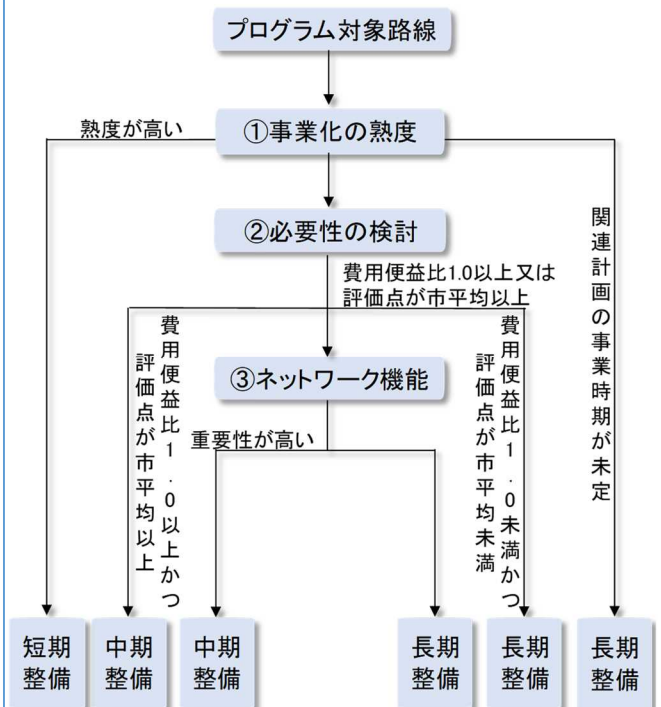 プログラム対象路線
熟度が高い
①事業化の熟度
②必要性の検討
関連計画の事業時期が未定
費用便益比1.0以上又は
評価点が市平均以上
費用便益比1.0以上かつ
評価点が市平均以上
③ネットワーク機能
費用便益比1.0未満かつ
評価点が市平均未満
重要性が高い
短期
整備
中期
整備
中期
整備
長期
整備
長期
整備
長期
整備